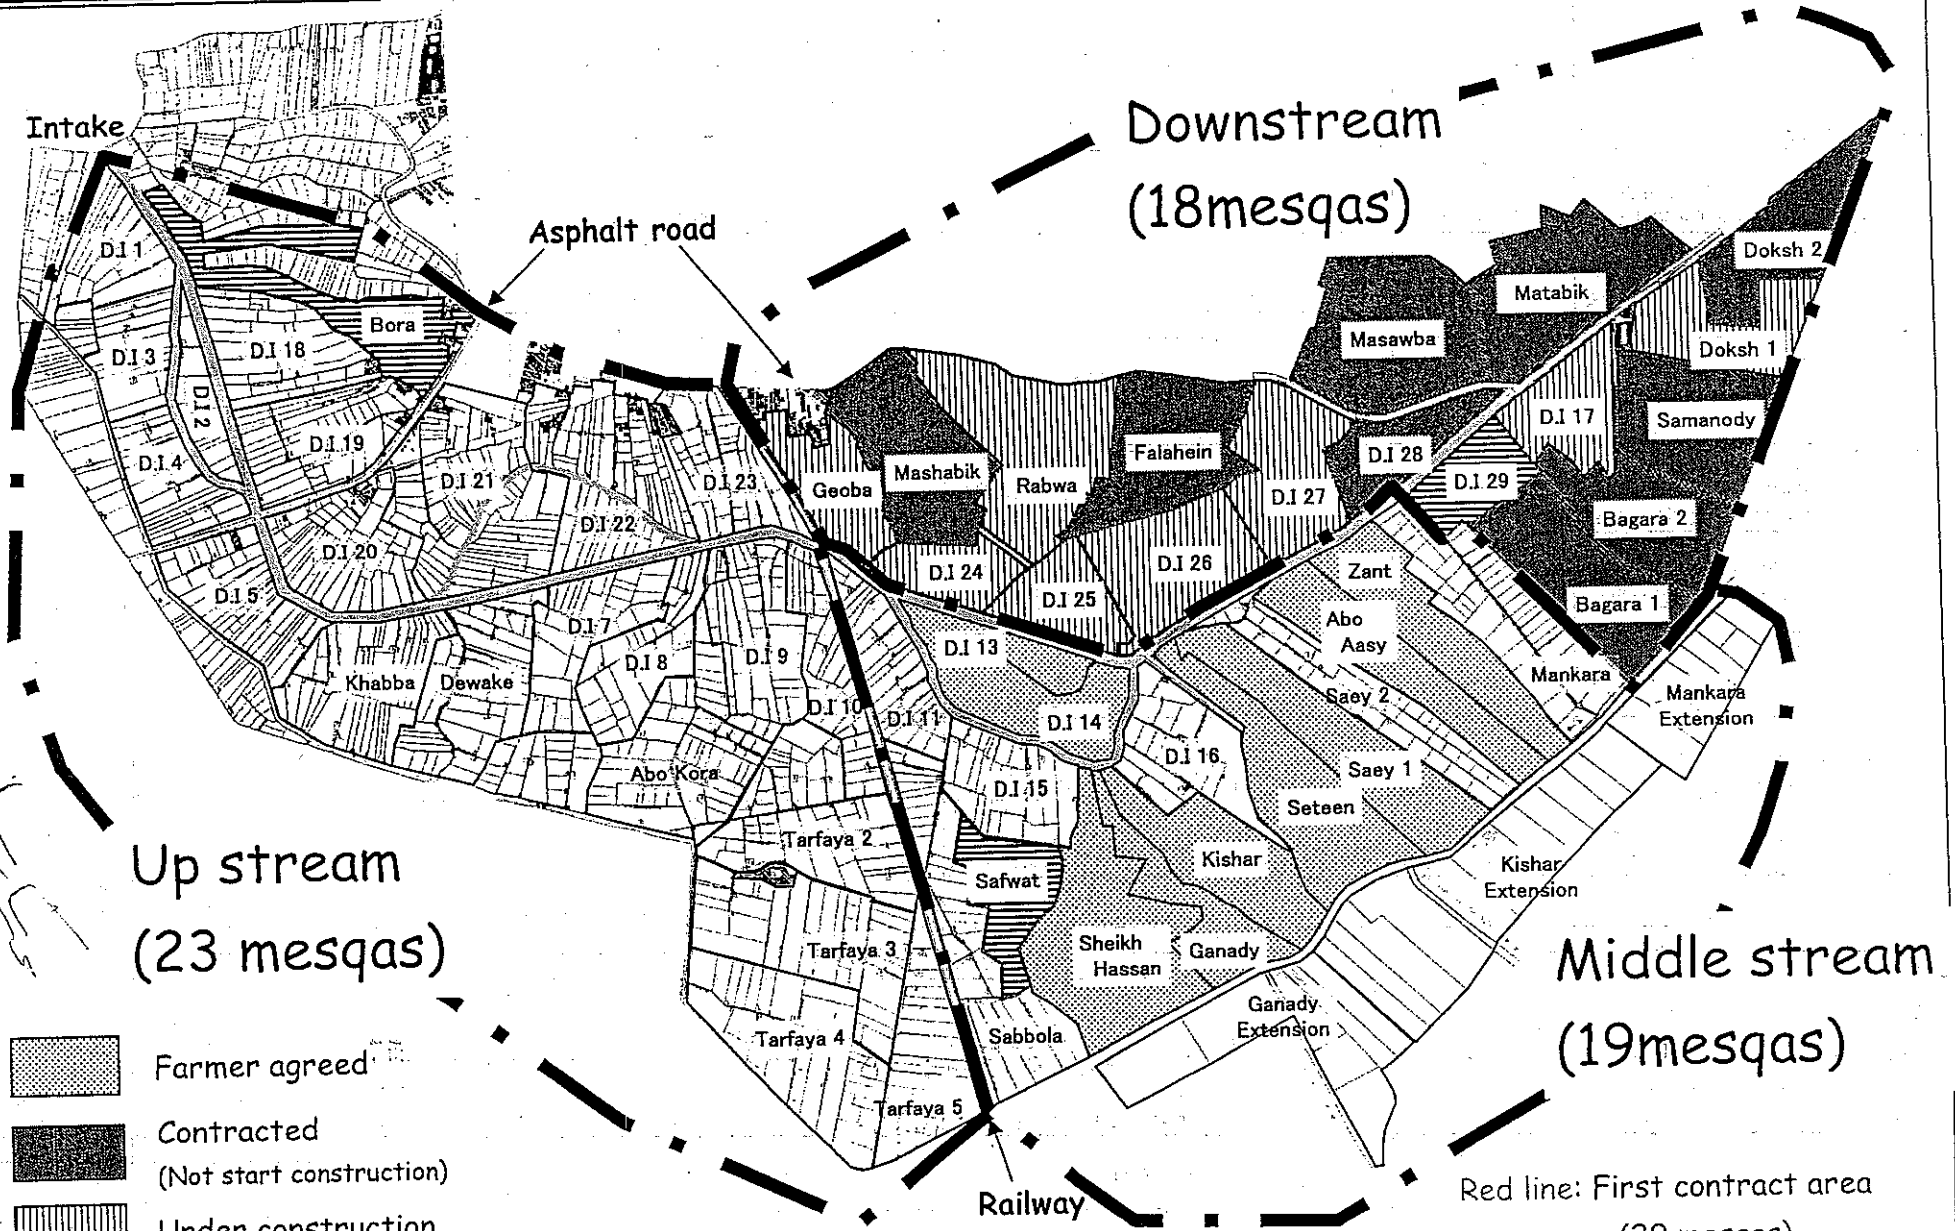 Intake
Asphalt road
Downstream
(18mesqas)
D.I 1
Doksh 2
Matabik
Bora
Masawba
D.I 3
D.I 18
Doksh 1
D.I 2
D.I 17
Samanody
D.I 19
D.I 4
D.I 28
Falahein
Mashabik
D.I 21
D.I 23
Geoba
Rabwa
D.I 29
D.I 27
D.I 22
Bagara 2
D.I 20
D.I 24
D.I 26
Zant
D.I 5
D.I 25
Bagara 1
D.I 7
Abo
Aasy
D.I 13
D.I 8
D.I 9
Khabba
Dewake
Mankara
Saey 2
Mankara
Extension
D.I 10
D.I 11
D.I 14
D.I 16
Abo Kora
Saey 1
D.I 15
Seteen
Tarfaya 2
Up stream
(23 mesqas)
Kishar
Kishar
Extension
Safwat
Tarfaya 3
Sheikh
Hassan
Ganady
Middle stream
(19mesqas)
Ganady
Extension
Tarfaya 4
Sabbola
Tarfaya 5
Farmer agreed
Contracted
(Not start construction)
Under construction
Railway
Red line: First contract area